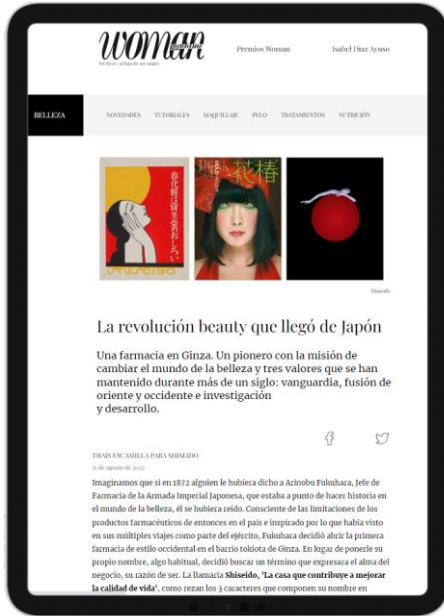 woman
madame
Premios Woman
Isabel Díaz Ayuso
BELLEZA
NOVEDADES
TUTORIALES
MAQUILLAJE
PELO
TRATAMIENTOS
NUTRICIÓN
花椿
shiseido
Shiseido
La revolución beauty que llegó de Japón
Una farmacia en Ginza. Un pionero con la misión de
cambiar el mundo de la belleza y tres valores que se han
mantenido durante más de un siglo: vanguardia, fusión de
oriente y occidente e investigación
y desarrollo.
THAIS ESCAMILLA PARA SHISEIDO
31 de agosto de 2022
Imaginamos que si en 1872 alguien le hubiera dicho a Arinobu Fukuhara, Jefe de
Farmacia de la Armada Imperial Japonesa, que estaba a punto de hacer historia en
el mundo de la belleza, él se hubiera reído. Consciente de las limitaciones de los
productos farmacéuticos de entonces en el país e inspirado por lo que había visto
en sus múltiples viajes como parte del ejército, Fukuhara decidió abrir la primera
farmacia de estilo occidental en el barrio tokiota de Ginza. En lugar de ponerle su
propio nombre, algo habitual, decidió buscar un término que expresara el alma del
negocio, su razón de ser. La llamaría Shiseido, 'La casa que contribuye a mejorar
la calidad de vida', como rezan los 3 caracteres que componen su nombre en